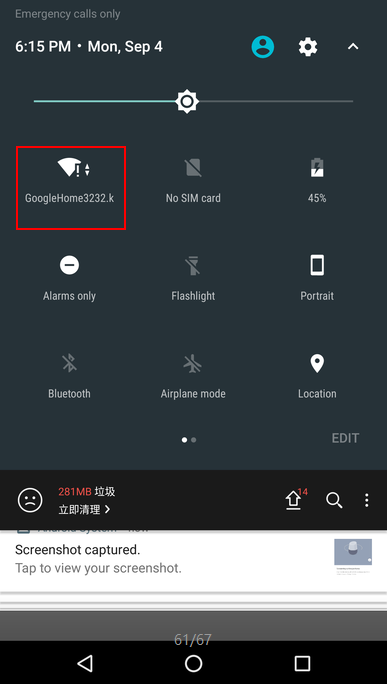 Emergency calls only
6:15 PM • Mon, Sep 4
GoogleHome3232.k
No SIM card
45%
Alarms only
Flashlight
Portrait
Bluetooth
Airplane mode
Location
EDIT
281MB 垃圾
14
立即清理
Android System • now
Screenshot captured.
Tap to view your screenshot.
61/67